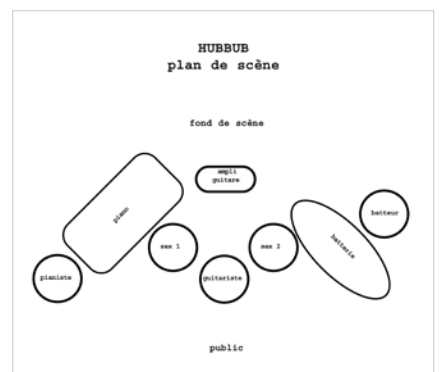 HUBBUB
plan de scène
fond de scène
ampli
guitare
piano
batteur
batterie
sax 1
sax 2
pianiste
guitariste
public